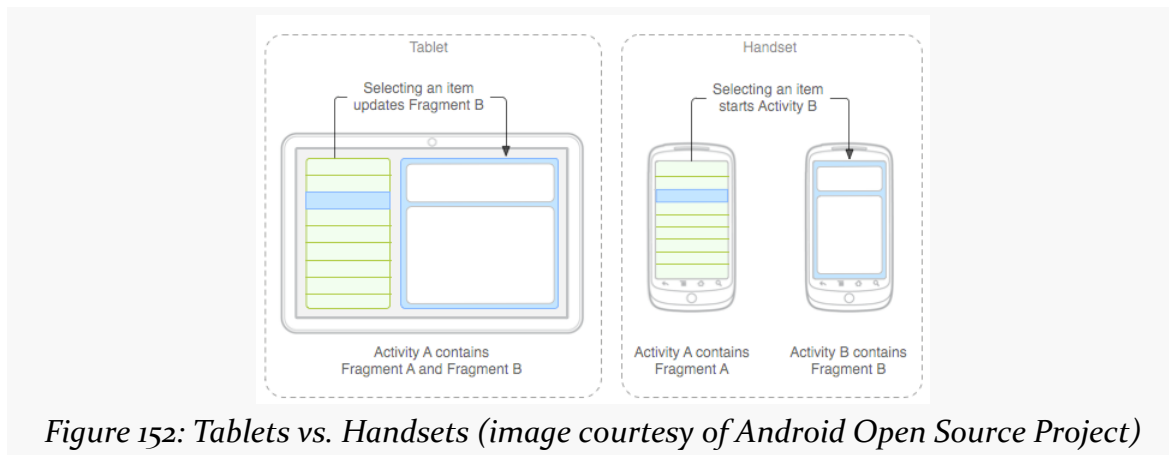 Tablet
Selecting an item
updates Fragment B
Activity A contains
Fragment A and Fragment B
Handset
Selecting an item
starts Activity B
Activity A contains
Fragment A
Activity B contains
Fragment B
Figure 152: Tablets vs. Handsets (image courtesy of Android Open Source Project)